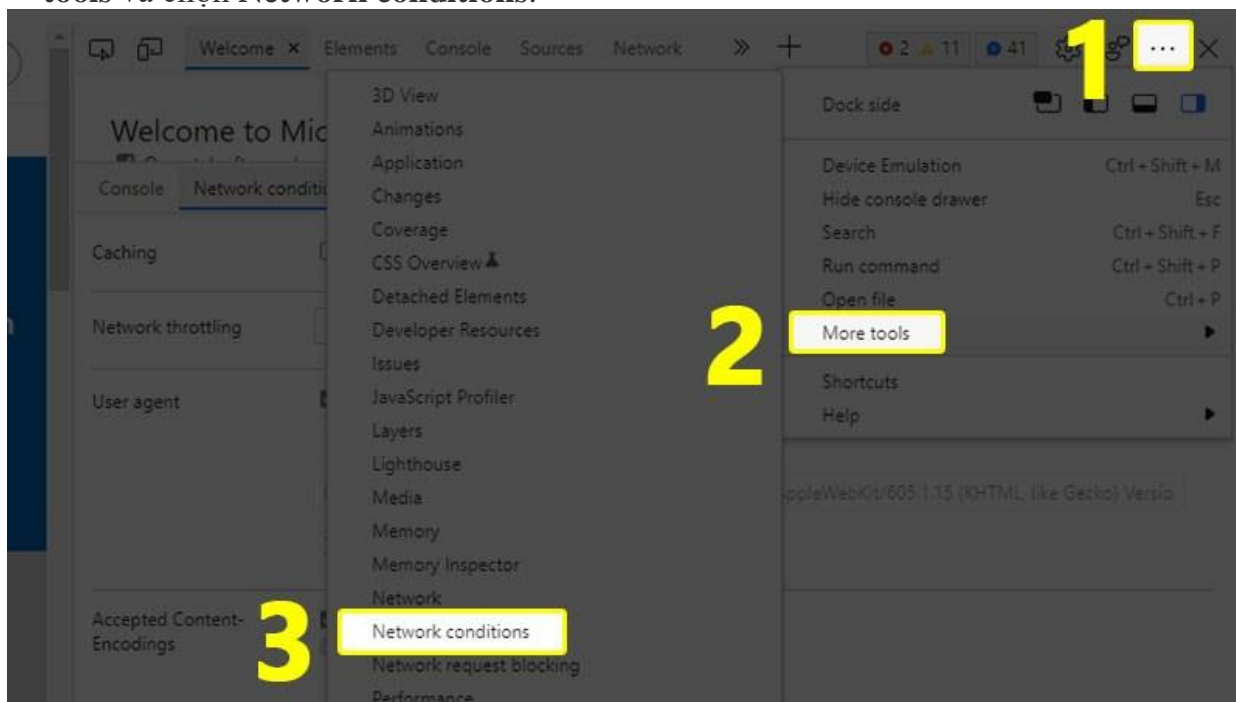 tools và chọn Network conditions.
Welcome × Elements Console Sources Network » + 2 11 41 ... ×
1
Welcome to Mic
Console Network conditi
Caching
Network throttling
User agent
Accepted Content-
Encodings
3D View
Animations
Application
Changes
Coverage
CSS Overview
Detached Elements
Developer Resources
Issues
JavaScript Profiler
Layers
Lighthouse
Media
Memory
Memory Inspector
Network
3
Network conditions
Network request blocking
Performance
Dock side
Device Emulation Ctrl + Shift + M
Hide console drawer Esc
Search Ctrl + Shift + F
Run command Ctrl + Shift + P
Open file Ctrl + P
2
More tools
Shortcuts
Help
AppleWebKit/605.1.15 (KHTML, like Gecko) Versio